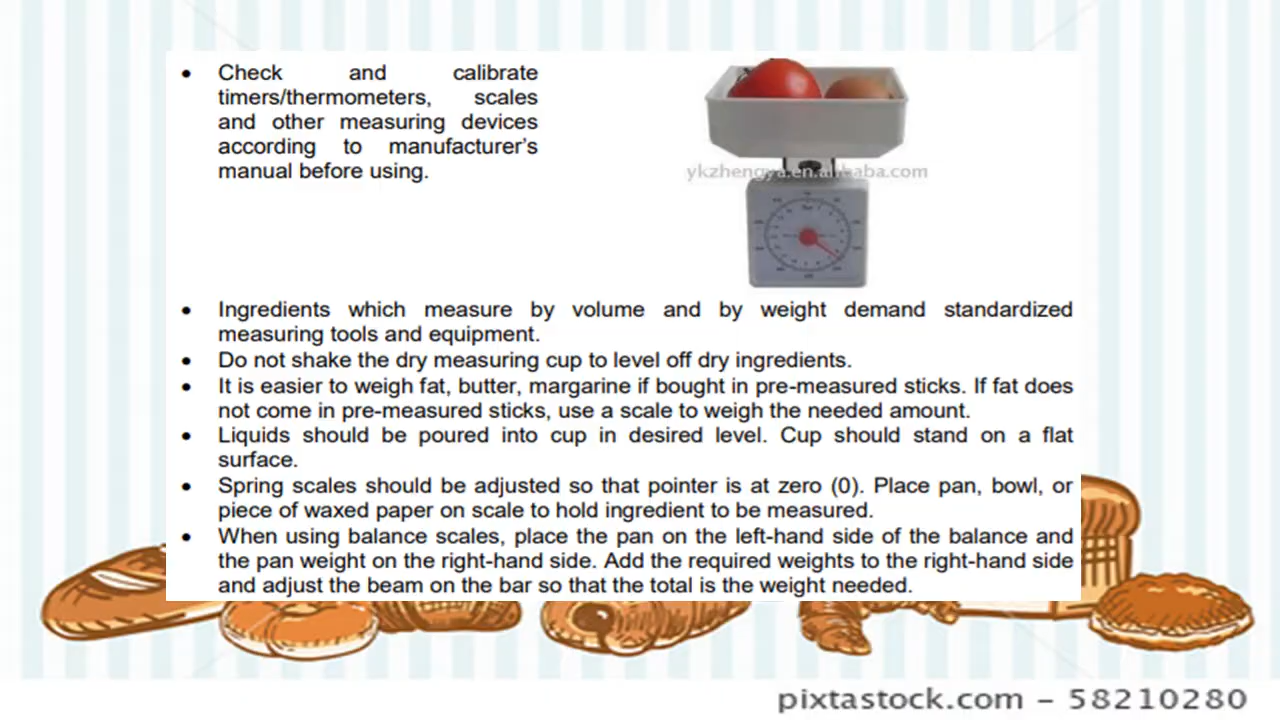 • Check and calibrate
timers/thermometers, scales
and other measuring devices
according to manufacturer's
manual before using.
ykzhengya.en.alibaba.com
• Ingredients which measure by volume and by weight demand standardized
measuring tools and equipment.
• Do not shake the dry measuring cup to level off dry ingredients.
• It is easier to weigh fat, butter, margarine if bought in pre-measured sticks. If fat does
not come in pre-measured sticks, use a scale to weigh the needed amount.
• Liquids should be poured into cup in desired level. Cup should stand on a flat
surface.
• Spring scales should be adjusted so that pointer is at zero (0). Place pan, bowl, or
piece of waxed paper on scale to hold ingredient to be measured.
• When using balance scales, place the pan on the left-hand side of the balance and
the pan weight on the right-hand side. Add the required weights to the right-hand side
and adjust the beam on the bar so that the total is the weight needed.
pixtastock.com – 58210280